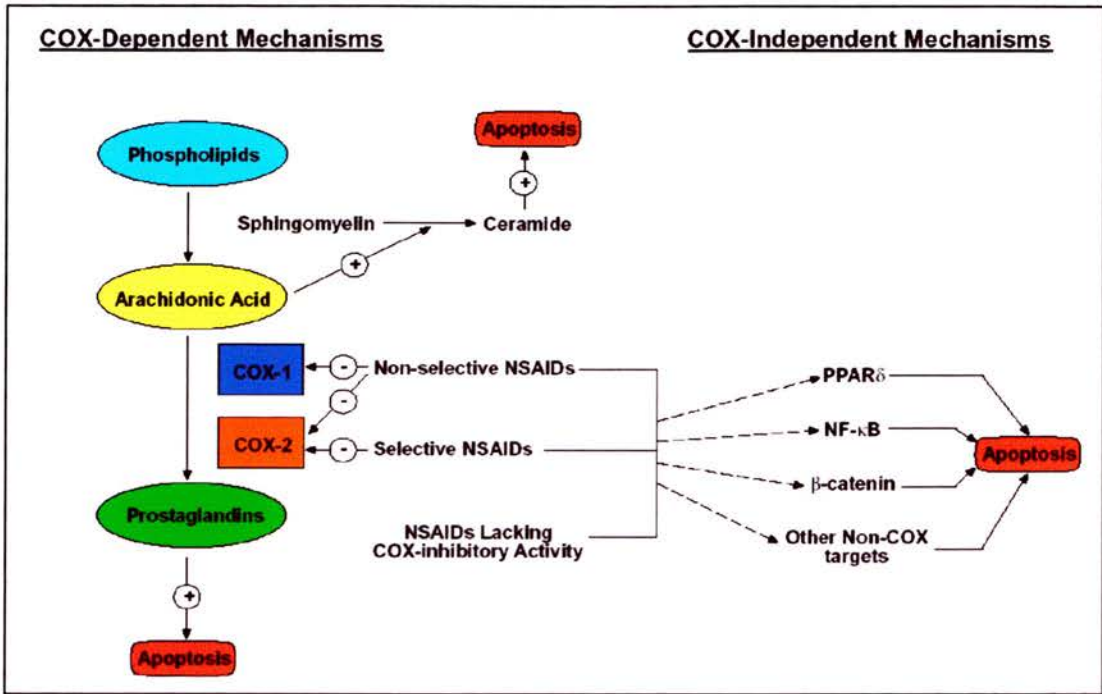 COX-Dependent Mechanisms
COX-Independent Mechanisms
Apoptosis
Phospholipids
+
Sphingomyelin
Ceramide
+
Arachidonic Acid
COX-1
-
Non-selective NSAIDs
-
COX-2
-
Selective NSAIDs
PPARδ
NF-κB
Apoptosis
β-catenin
Prostaglandins
NSAIDs Lacking
COX-inhibitory Activity
Other Non-COX
targets
+
Apoptosis